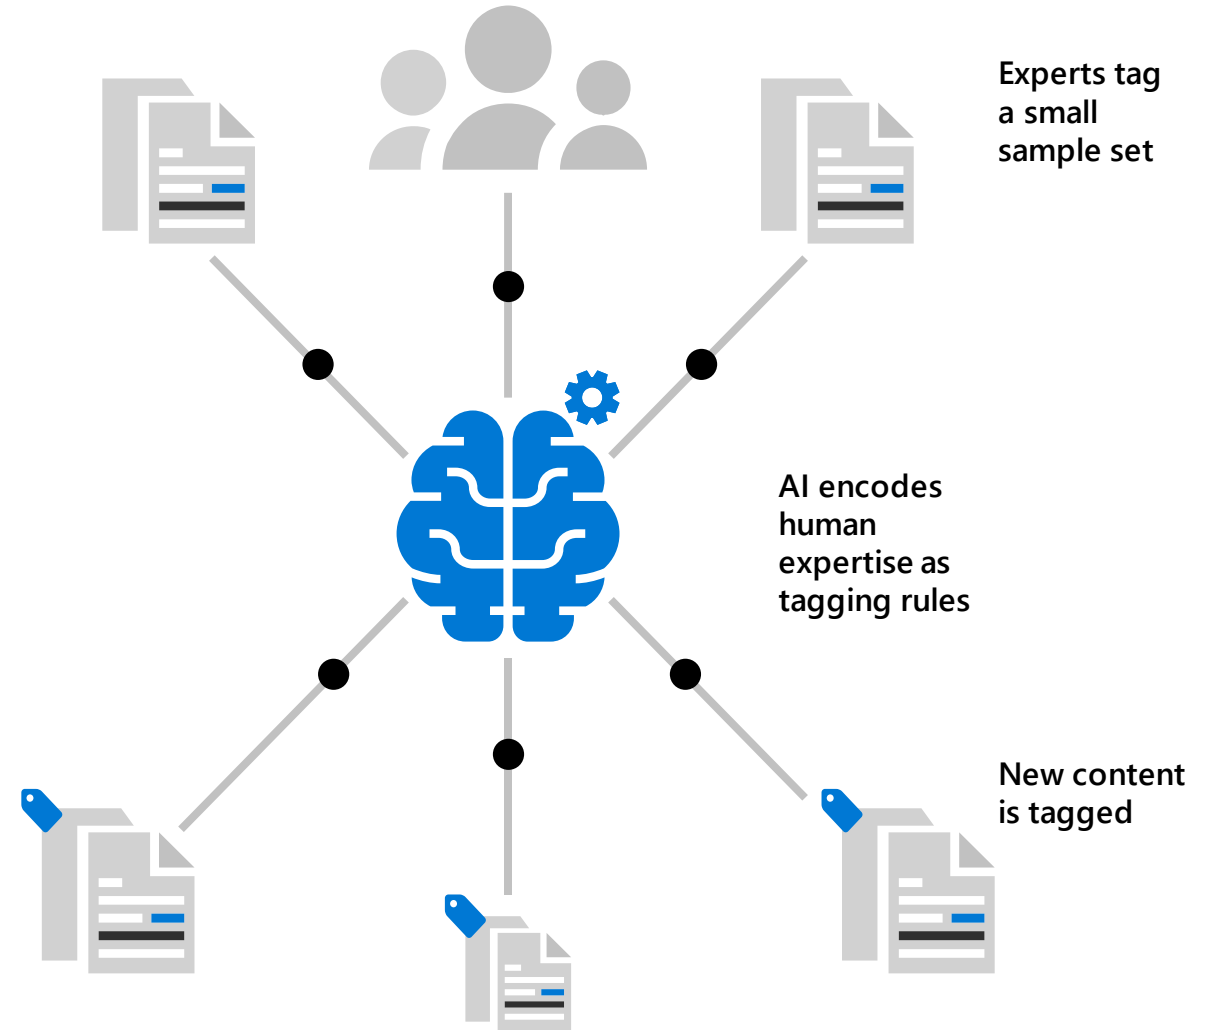 Experts tag
a small
sample set
AI encodes
human
expertise as
tagging rules
New content
is tagged